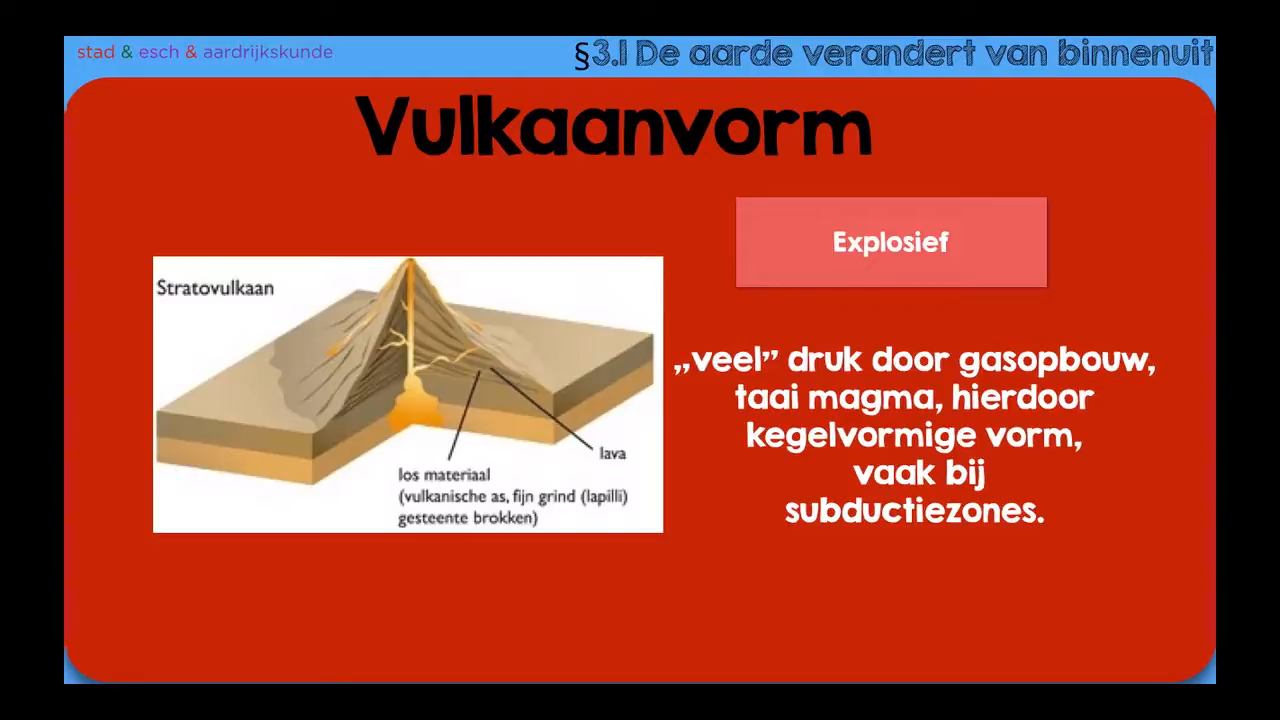 stad & esch & aardrijkskunde
§3.1 De aarde verandert van binnenuit
Vulkaanvorm
Explosief
Stratovulkaan
lava
los materiaal
(vulkanische as, fijn grind (lapilli)
gesteente brokken)
„veel” druk door gasopbouw,
taai magma, hierdoor
kegelvormige vorm,
vaak bij
subductiezones.